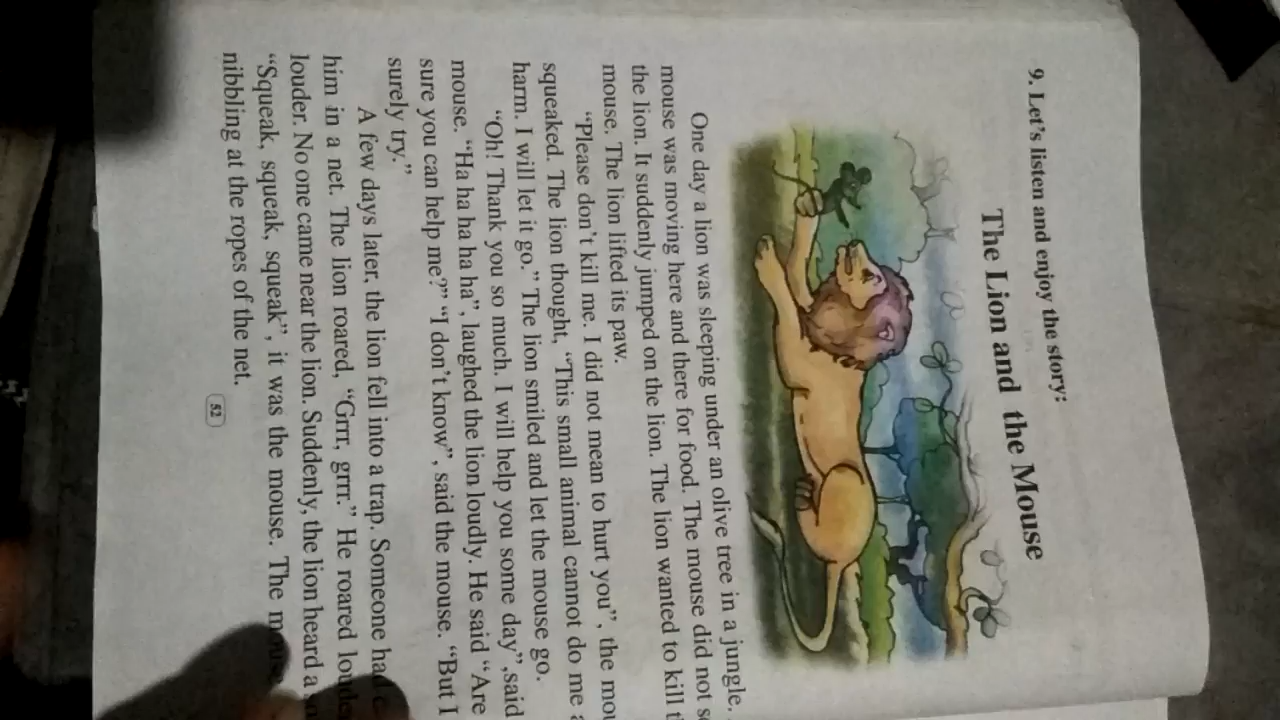 9. Let's listen and enjoy the story:
The Lion and the Mouse
One day a lion was sleeping under an olive tree in a jungle.
mouse was moving here and there for food. The mouse did not
the lion. It suddenly jumped on the lion. The lion wanted to kill
mouse. The lion lifted its paw.
"Please don't kill me. I did not mean to hurt you", the
squeaked. The lion thought, "This small animal cannot do me
harm. I will let it go." The lion smiled and let the mouse go.
"Oh! Thank you so much. I will help you some day" ,said
mouse. "Ha ha ha ha ha", laughed the lion loudly. He said "Are
sure you can help me?" "I don't know", said the mouse. "But I
surely try."
A few days later, the lion fell into a trap. Someone had
him in a net. The lion roared, "Grrr, grrr." He roared
louder. No one came near the lion. Suddenly, the lion heard a
"Squeak, squeak, squeak", it was the mouse. The
nibbling at the ropes of the net.
52